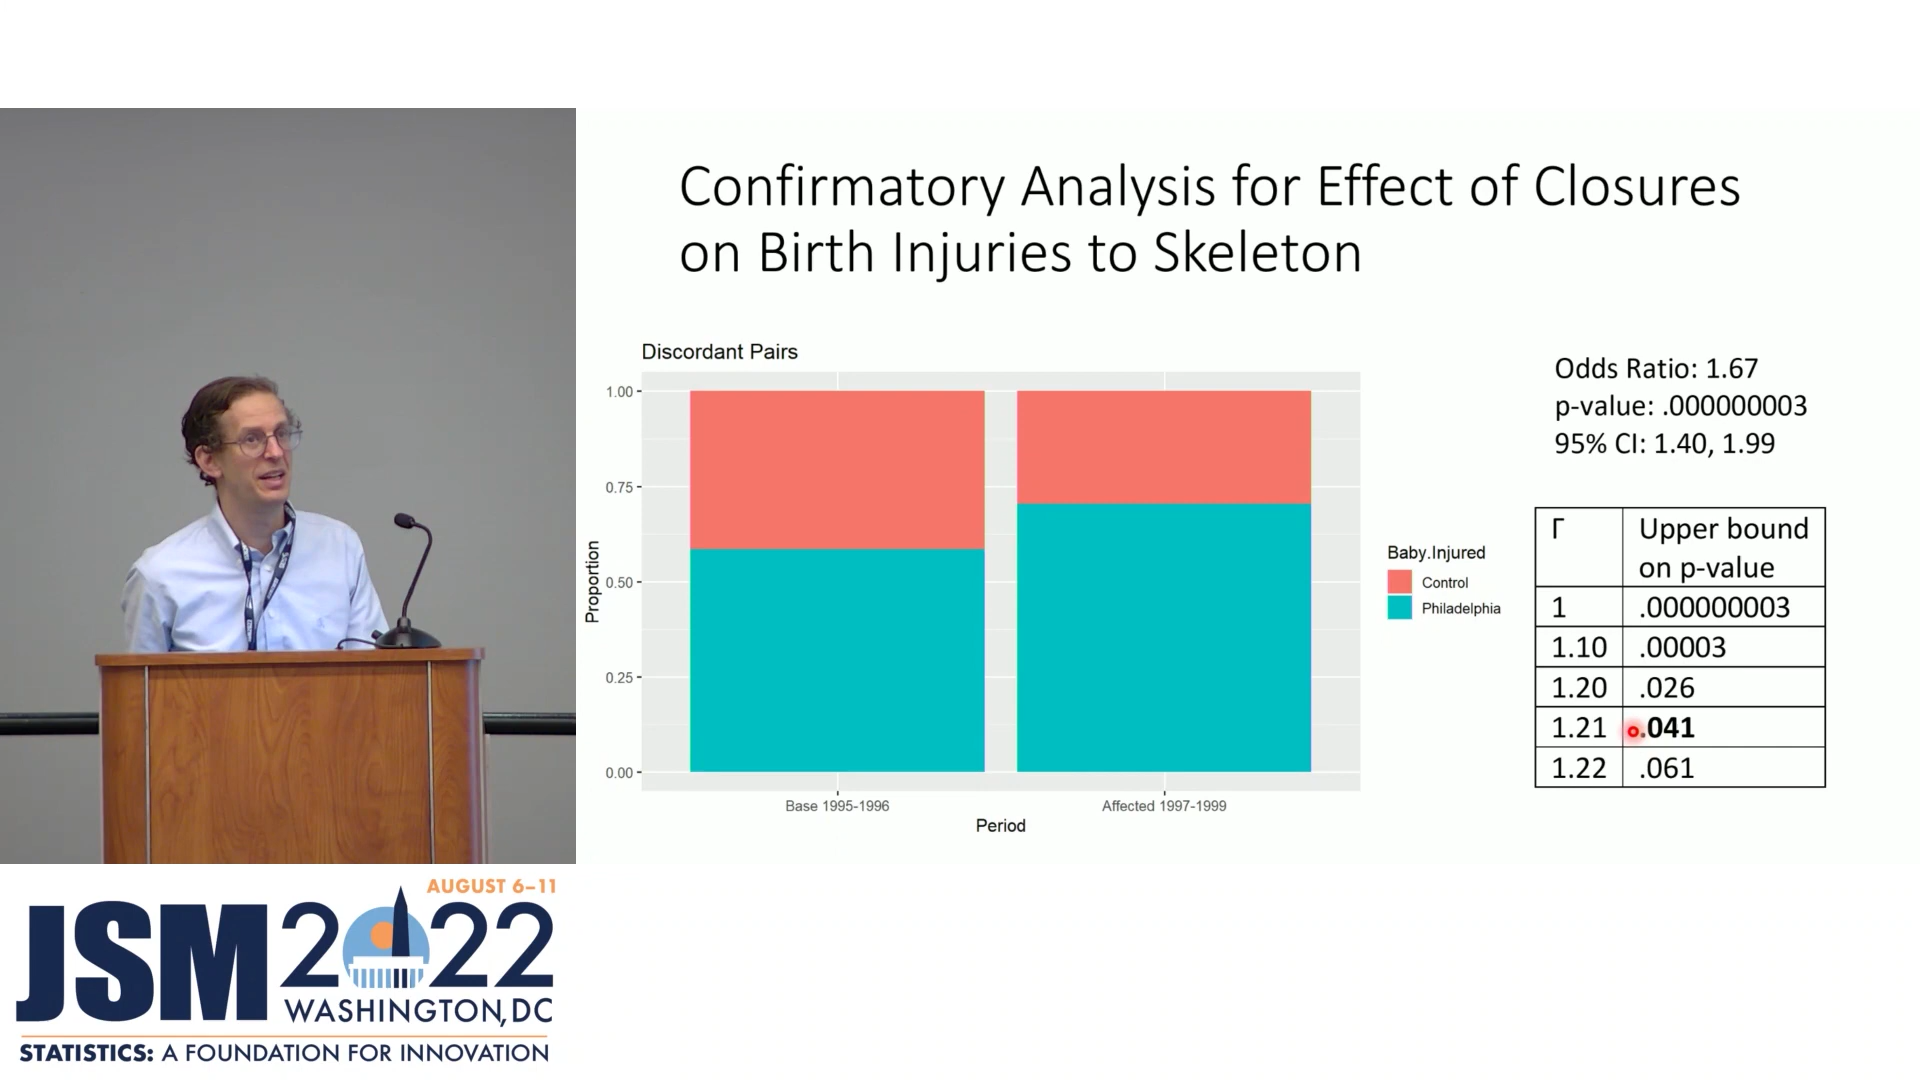 Confirmatory Analysis for Effect of Closures
on Birth Injuries to Skeleton
Discordant Pairs
1.00
0.75
0.50
0.25
0.00
Proportion
Base 1995-1996
Affected 1997-1999
Period
Baby.Injured
Control
Philadelphia
Odds Ratio: 1.67
p-value: .000000003
95% CI: 1.40, 1.99
Γ Upper bound
on p-value
1 .000000003
1.10 .00003
1.20 .026
1.21 .041
1.22 .061
AUGUST 6–11
JSM 2022
WASHINGTON, DC
STATISTICS: A FOUNDATION FOR INNOVATION